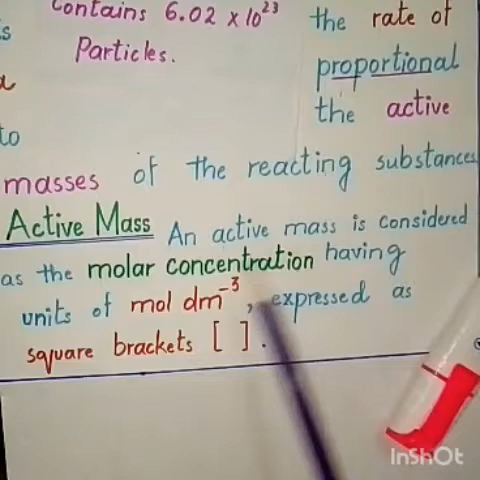 Contains 6.02 x 10²³
Particles.
the rate of
proportional
the active
to
masses of the reacting substances
Active Mass An active mass is considered
as the molar concentration having
units of mol dm⁻³, expressed as
square brackets [ ].
InShOt